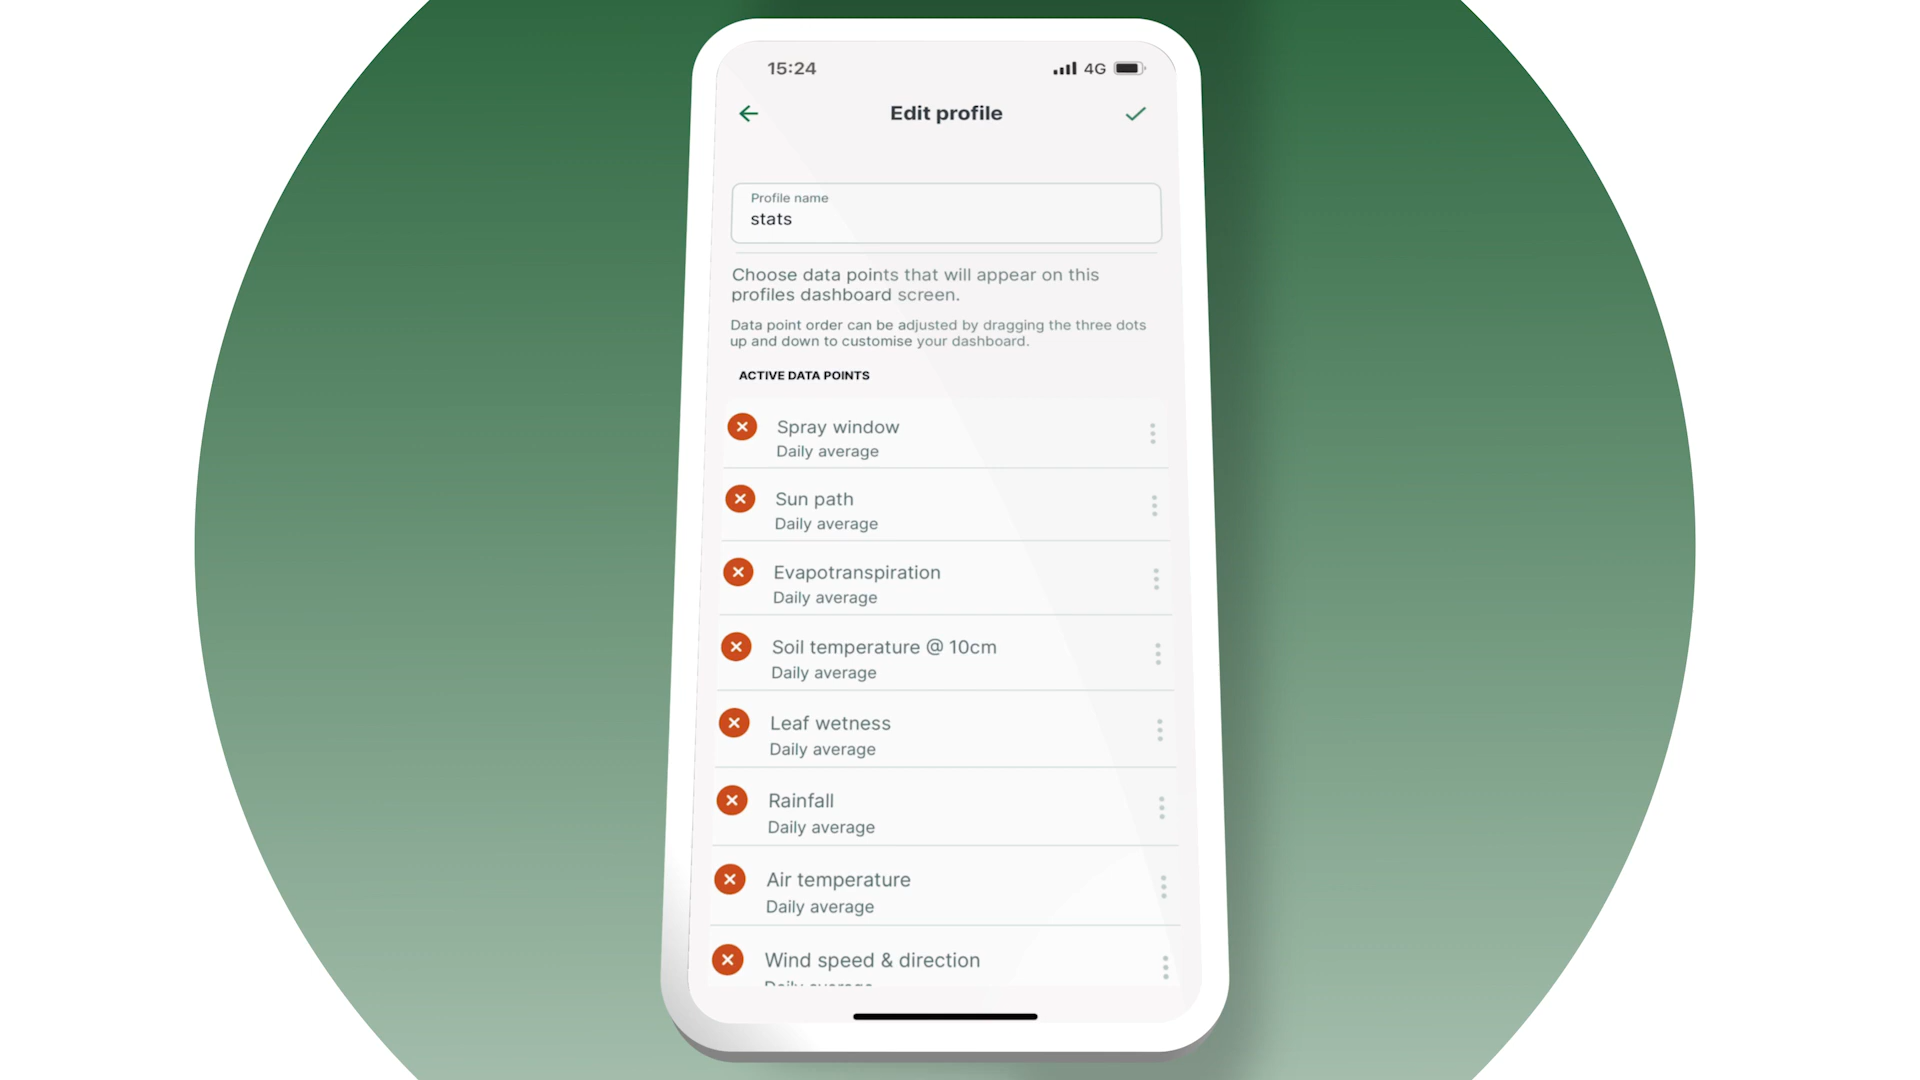 15:24
4G
Edit profile
Profile name
stats
Choose data points that will appear on this
profiles dashboard screen.
Data point order can be adjusted by dragging the three dots
up and down to customise your dashboard.
ACTIVE DATA POINTS
Spray window
Daily average
Sun path
Daily average
Evapotranspiration
Daily average
Soil temperature @ 10cm
Daily average
Leaf wetness
Daily average
Rainfall
Daily average
Air temperature
Daily average
Wind speed & direction
Daily average